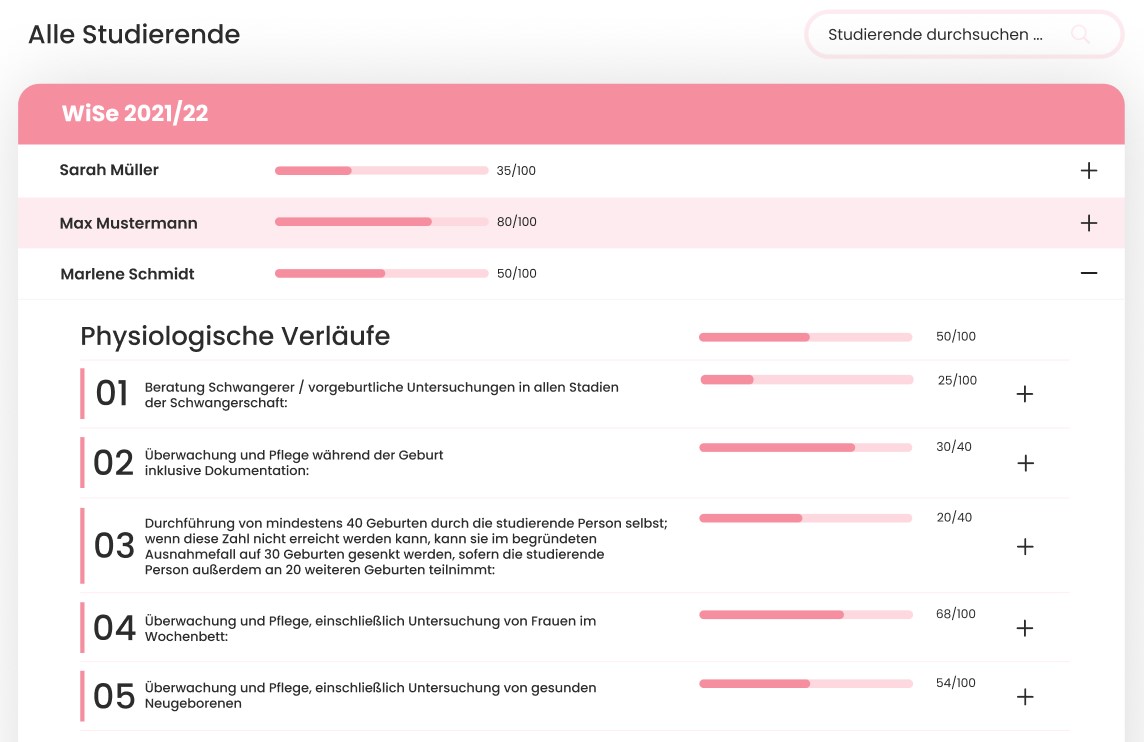 Alle Studierende
Studierende durchsuchen ...
WiSe 2021/22
Sarah Müller 35/100
Max Mustermann 80/100
Marlene Schmidt 50/100
Physiologische Verläufe 50/100
01 Beratung Schwangerer / vorgeburtliche Untersuchungen in allen Stadien
der Schwangerschaft:
25/100
02 Überwachung und Pflege während der Geburt
inklusive Dokumentation:
30/40
03 Durchführung von mindestens 40 Geburten durch die studierende Person selbst;
wenn diese Zahl nicht erreicht werden kann, kann sie im begründeten
Ausnahmefall auf 30 Geburten gesenkt werden, sofern die studierende
Person außerdem an 20 weiteren Geburten teilnimmt:
20/40
04 Überwachung und Pflege, einschließlich Untersuchung von Frauen im
Wochenbett:
68/100
05 Überwachung und Pflege, einschließlich Untersuchung von gesunden
Neugeborenen
54/100